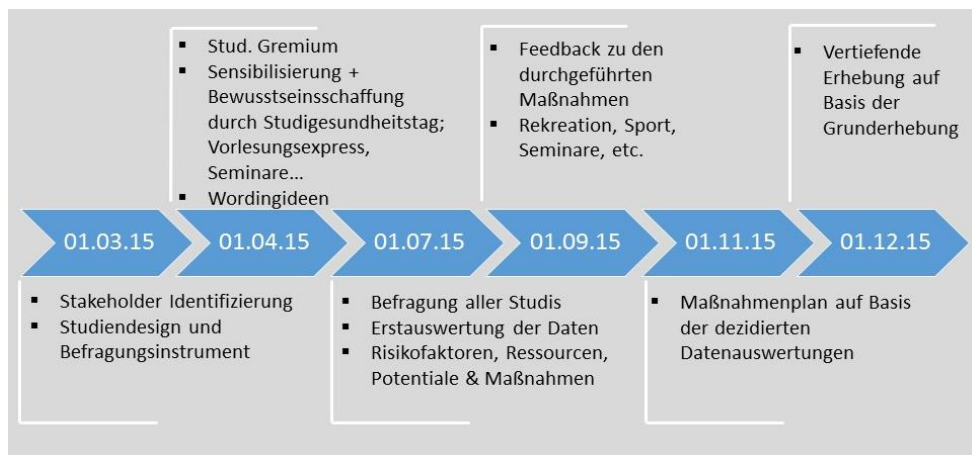 ▪ Stud. Gremium
▪ Sensibilisierung +
Bewusstseinsschaffung
durch Studigesundheitstag;
Vorlesungsexpress,
Seminare...
▪ Wordingideen
▪ Feedback zu den
durchgeführten
Maßnahmen
▪ Rekreation, Sport,
Seminare, etc.
▪ Vertiefende
Erhebung auf
Basis der
Grunderhebung
01.03.15
01.04.15
01.07.15
01.09.15
01.11.15
01.12.15
▪ Stakeholder Identifizierung
▪ Studiendesign und
Befragungsinstrument
▪ Befragung aller Studis
▪ Erstauswertung der Daten
▪ Risikofaktoren, Ressourcen,
Potentiale & Maßnahmen
▪ Maßnahmenplan auf Basis
der dezidierten
Datenauswertungen